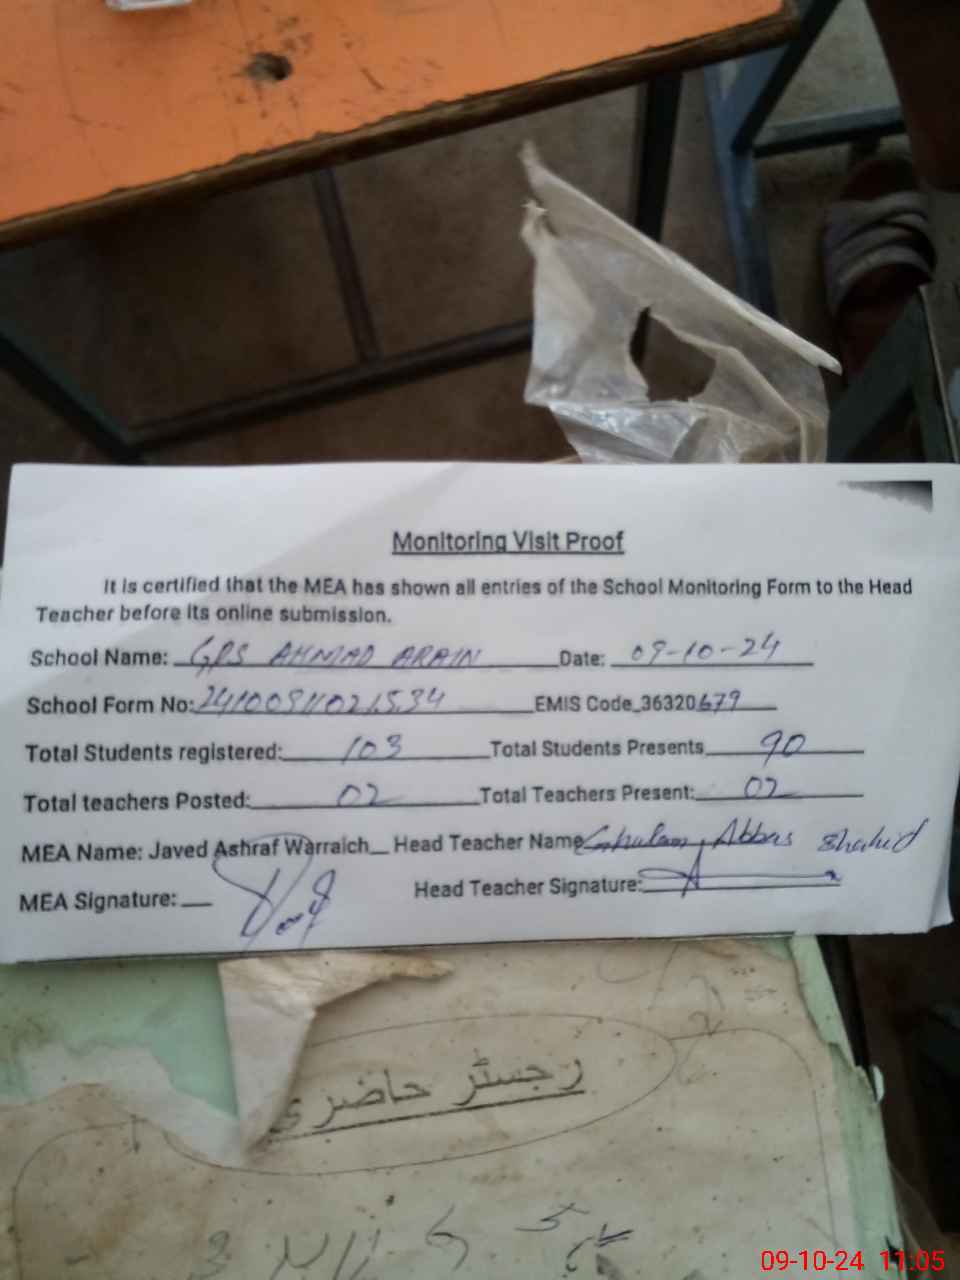 Monitoring Visit Proof
It is certified that the MEA has shown all entries of the School Monitoring Form to the Head
Teacher before its online submission.
School Name: GPS AHMAD ARAIN Date: 09-10-24
School Form No: 24100911021534 EMIS Code_36320679
Total Students registered: 103 Total Students Presents 90
Total teachers Posted: 02 Total Teachers Present: 02
MEA Name: Javed Ashraf Warraich_ Head Teacher Name Ghulam Abbas Shahid
MEA Signature: Head Teacher Signature:
رجسٹر حاضری
09-10-24 11:05